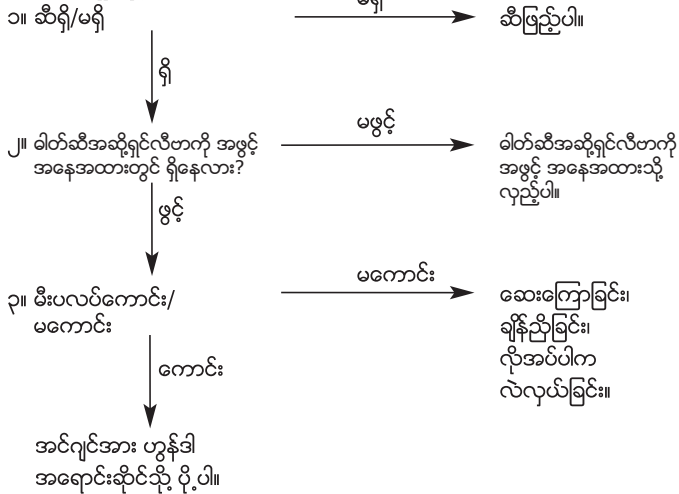 မရှိ
၁။ ဆီရှိ/မရှိ
ဆီဖြည့်ပါ။
ရှိ
၂။ ဓါတ်ဆီအဆို့ရှင်လီဗာကို အဖွင့်
အနေအထားတွင် ရှိနေလား?
မဖွင့်
ဓါတ်ဆီအဆို့ရှင်လီဗာကို
အဖွင့် အနေအထားသို့
လှည့်ပါ။
ဖွင့်
၃။ မီးပလပ်ကောင်း/
မကောင်း
မကောင်း
ဆေးကြောခြင်း၊
ချိန်ညှိခြင်း၊
လိုအပ်ပါက
လဲလှယ်ခြင်း။
ကောင်း
အင်ဂျင်အား ဟွန်ဒါ
အရောင်းဆိုင်သို့ ပို့ပါ။